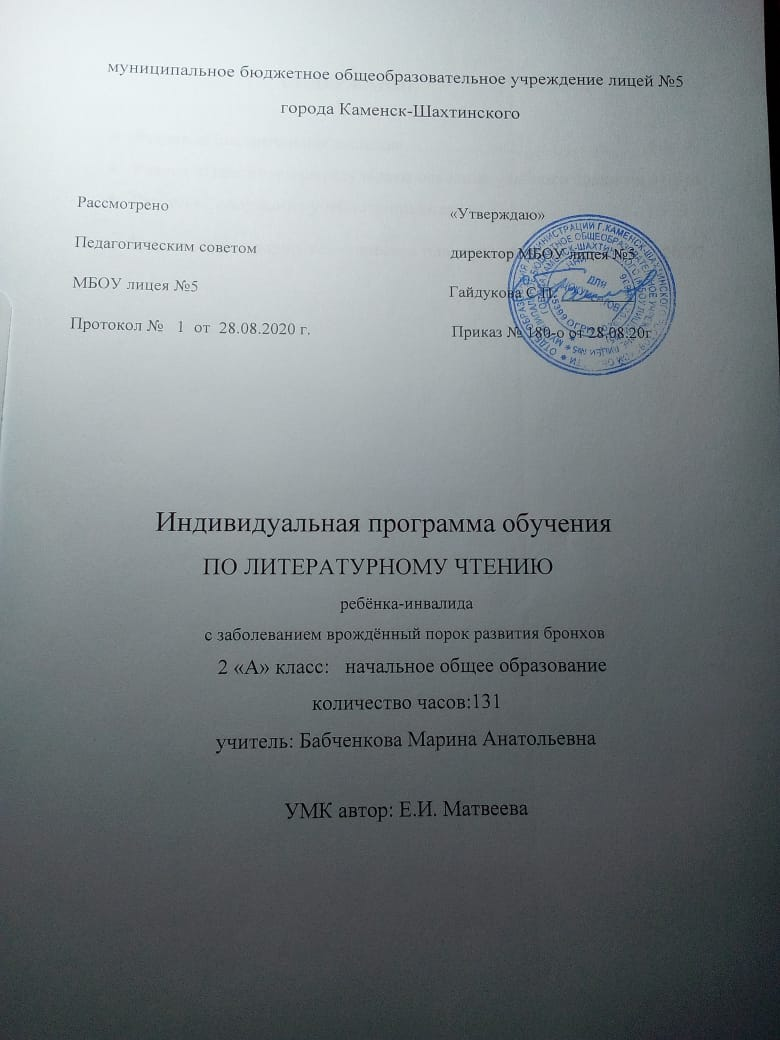 муниципальное бюджетное общеобразовательное учреждение лицей №5
города Каменск-Шахтинского
Рассмотрено
Педагогическим советом
МБОУ лицея №5
Протокол № 1 от 28.08.2020 г.
«Утверждаю»
директор МБОУ лицея №5
Гайдукова С.П.
Приказ № 180-о от 28.08.20г
для
документов
Индивидуальная программа обучения
ПО ЛИТЕРАТУРНОМУ ЧТЕНИЮ
ребёнка-инвалида
с заболеванием врождённый порок развития бронхов
2 «А» класс: начальное общее образование
количество часов:131
учитель: Бабченкова Марина Анатольевна
УМК автор: Е.И. Матвеева